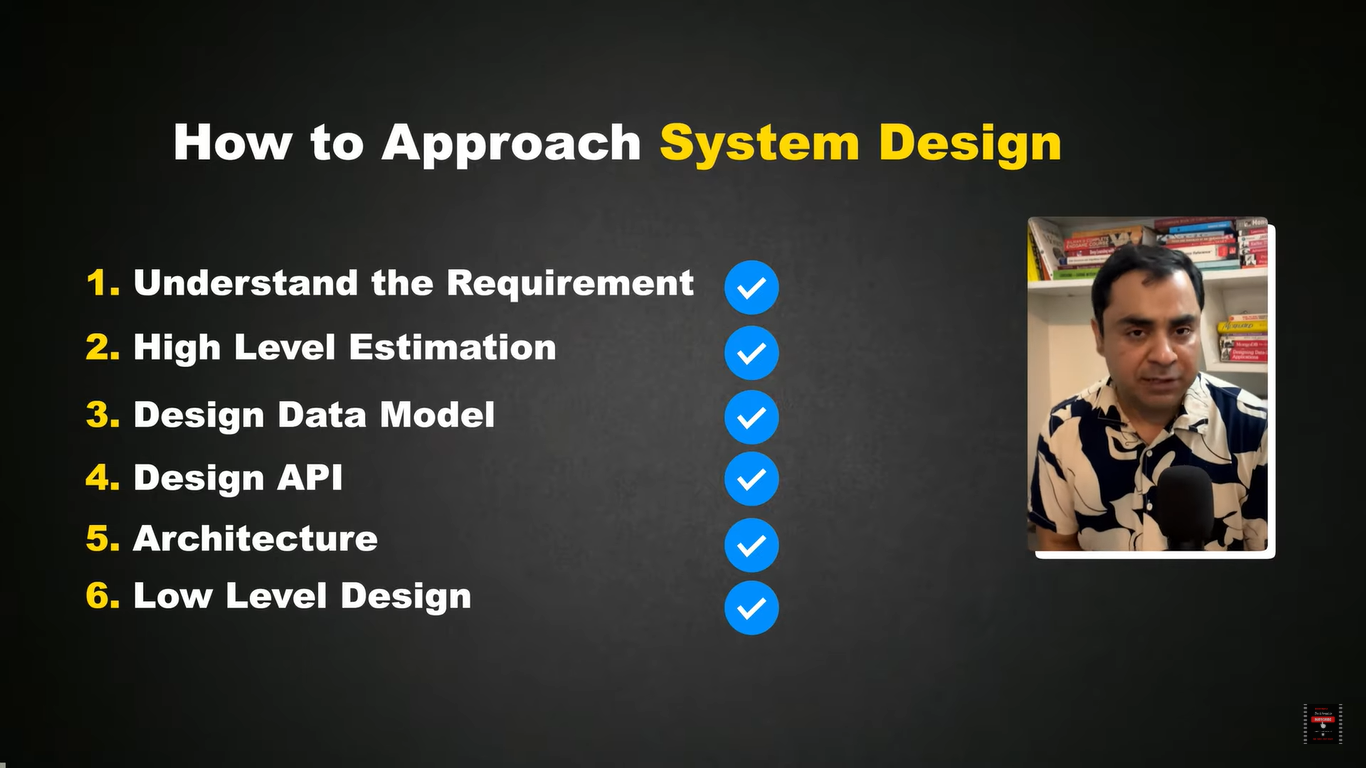 How to Approach System Design
1. Understand the Requirement
2. High Level Estimation
3. Design Data Model
4. Design API
5. Architecture
6. Low Level Design